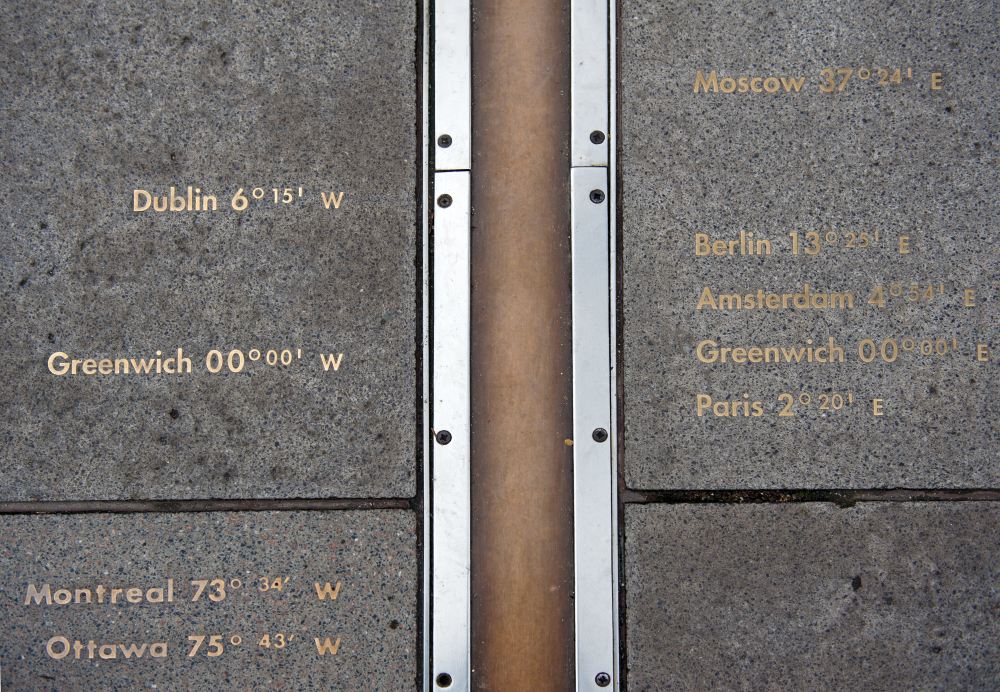 Dublin 6° 15' W
Greenwich 00° 00' W
Montreal 73° 34' W
Ottawa 75° 43' W
Moscow 37° 24' E
Berlin 13° 25' E
Amsterdam 4° 54' E
Greenwich 00° 00' E
Paris 2° 20' E